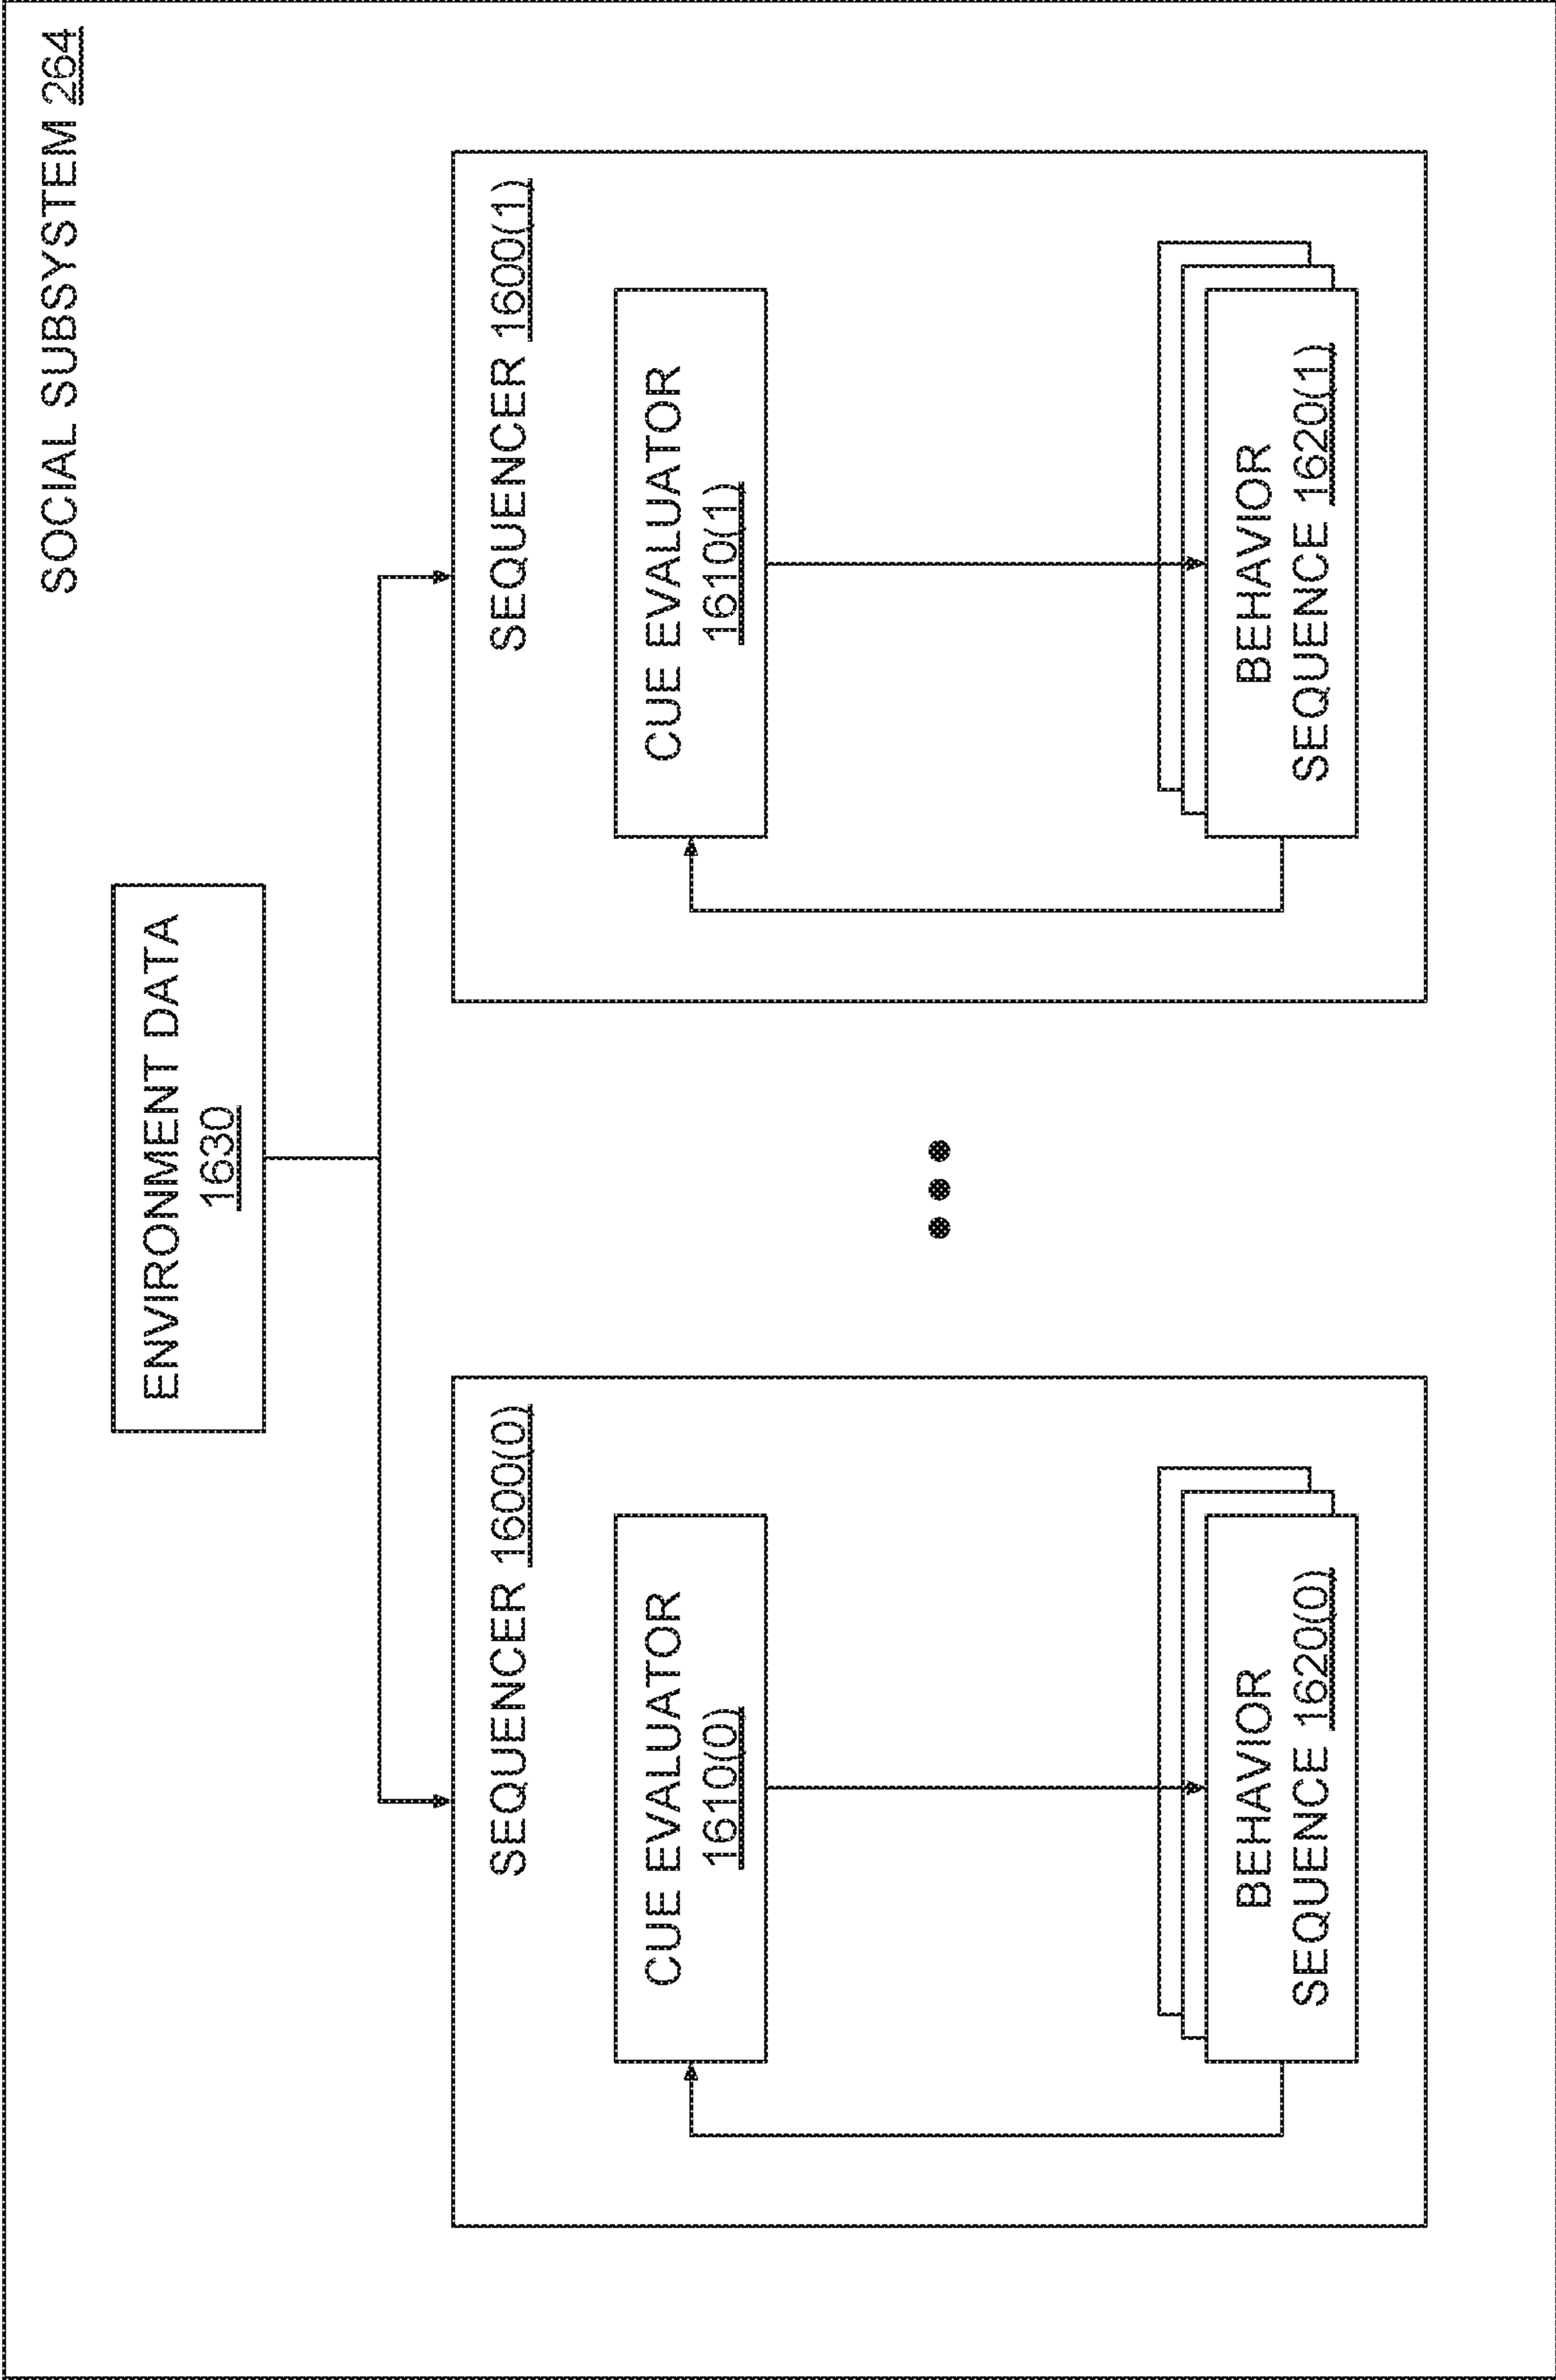 SOCIAL SUBSYSTEM 264
ENVIRONMENT DATA
1630
SEQUENCER 1600(0)
CUE EVALUATOR
1610(0)
BEHAVIOR
SEQUENCE 1620(0)
SEQUENCER 1600(1)
CUE EVALUATOR
1610(1)
BEHAVIOR
SEQUENCE 1620(1)